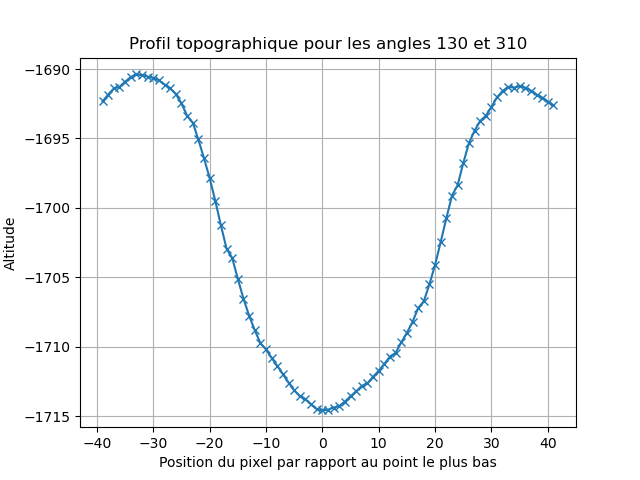 Profil topographique pour les angles 130 et 310
−1690
−1695
−1700
−1705
−1710
−1715
Altitude
−40 −30 −20 −10 0 10 20 30 40
Position du pixel par rapport au point le plus bas